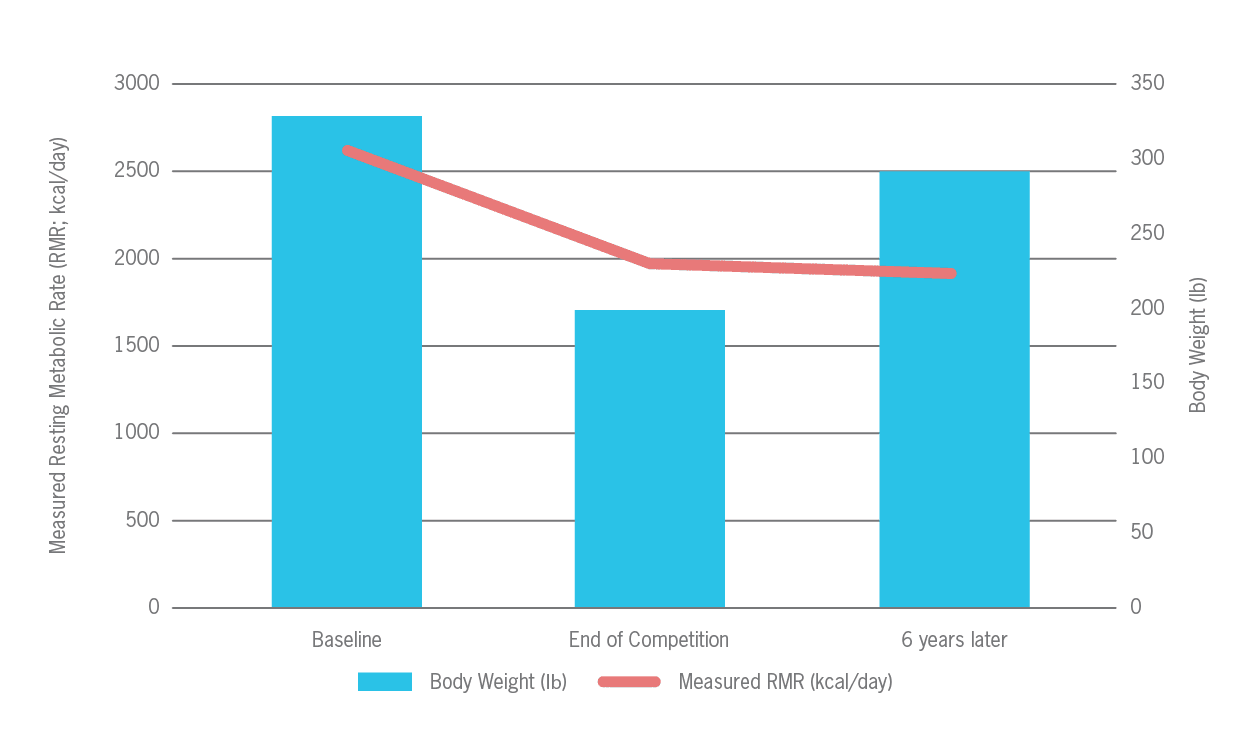 Measured Resting Metabolic Rate (RMR; kcal/day)
3000
2500
2000
1500
1000
500
0
350
300
250
200
150
100
50
0
Body Weight (lb)
Baseline
End of Competition
6 years later
Body Weight (lb)
Measured RMR (kcal/day)